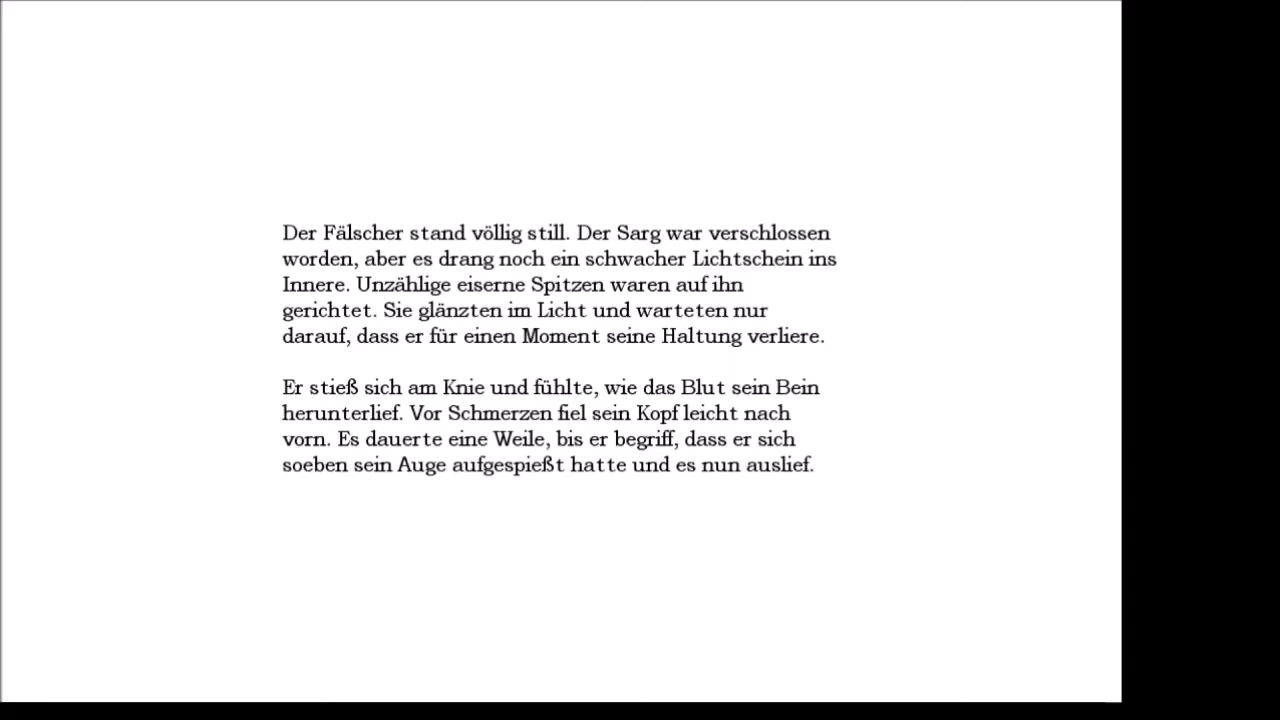 Der Fälscher stand völlig still. Der Sarg war verschlossen
worden, aber es drang noch ein schwacher Lichtschein ins
Innere. Unzählige eiserne Spitzen waren auf ihn
gerichtet. Sie glänzten im Licht und warteten nur
darauf, dass er für einen Moment seine Haltung verliere.
Er stieß sich am Knie und fühlte, wie das Blut sein Bein
herunterlief. Vor Schmerzen fiel sein Kopf leicht nach
vorn. Es dauerte eine Weile, bis er begriff, dass er sich
soeben sein Auge aufgespießt hatte und es nun auslief.